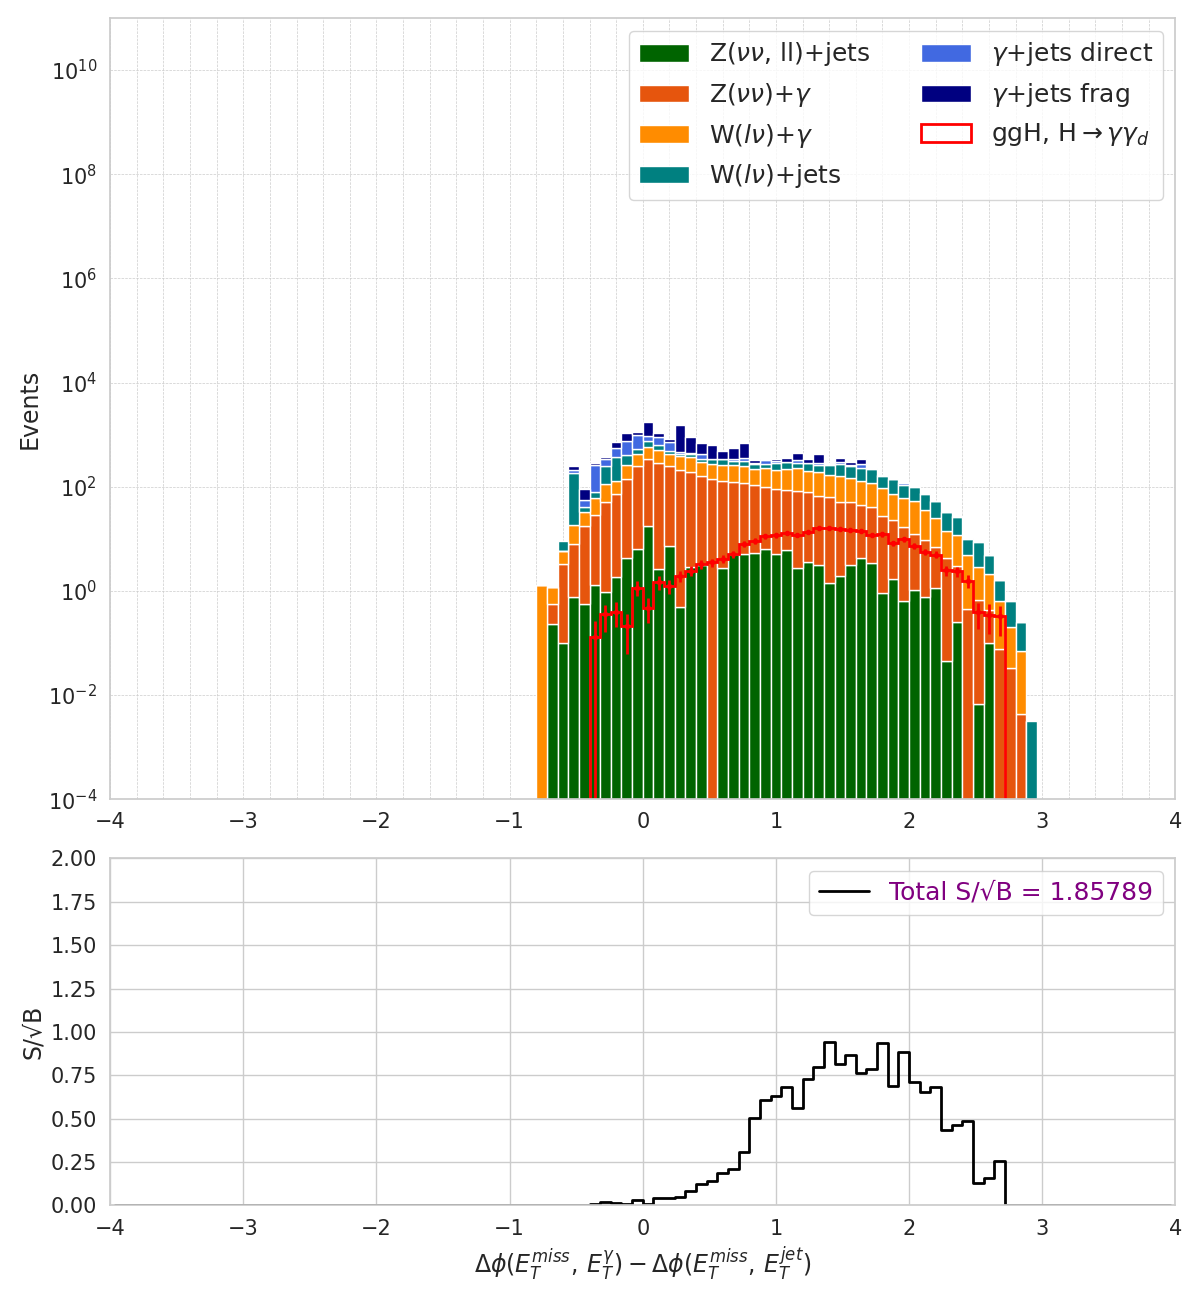 Z(νν, ll)+jets
Z(νν)+γ
W(lν)+γ
W(lν)+jets
γ+jets direct
γ+jets frag
ggH, H→γγ_d
Events
10^10
10^8
10^6
10^4
10^2
10^0
10^−2
10^−4
−4 −3 −2 −1 0 1 2 3 4
Total S/√B = 1.85789
S/√B
2.00
1.75
1.50
1.25
1.00
0.75
0.50
0.25
0.00
−4 −3 −2 −1 0 1 2 3 4
Δϕ(E_T^miss, E_T^γ) − Δϕ(E_T^miss, E_T^jet)